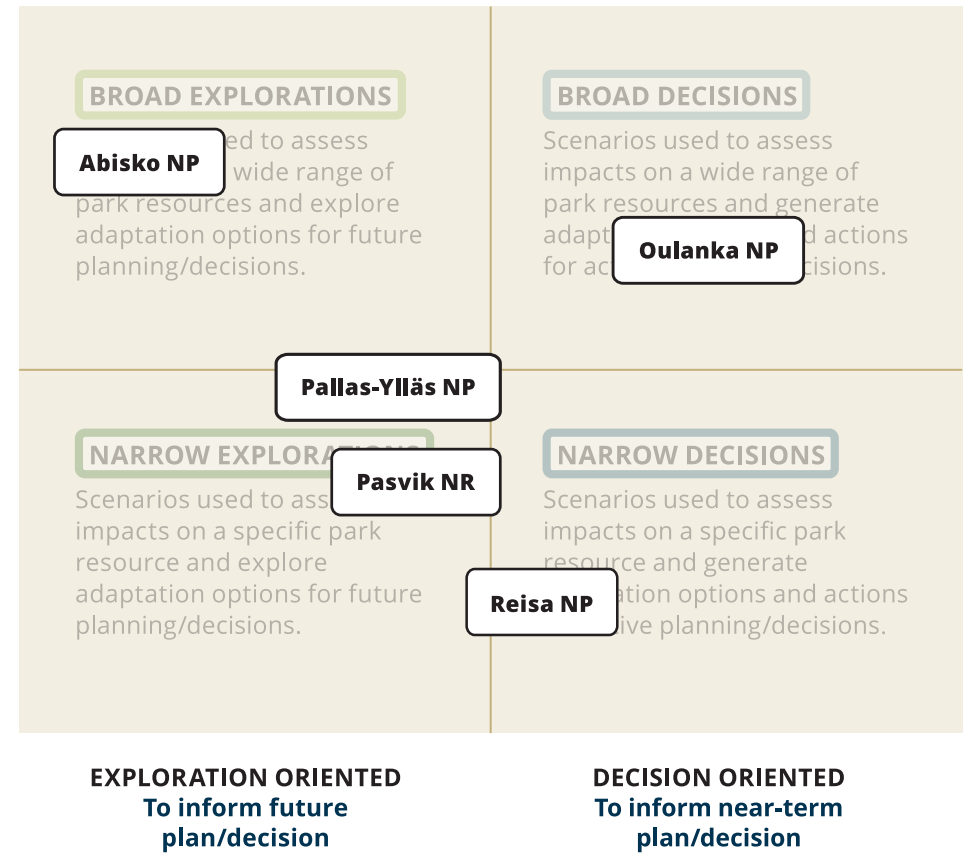 BROAD EXPLORATIONS
ed to assess
wide range of
park resources and explore
adaptation options for future
planning/decisions.
Abisko NP
BROAD DECISIONS
Scenarios used to assess
impacts on a wide range of
park resources and generate
adapt d actions
for ac cisions.
Oulanka NP
Pallas-Ylläs NP
NARROW EXPLORATIONS
Scenarios used to ass
impacts on a specific park
resource and explore
adaptation options for future
planning/decisions.
Pasvik NR
NARROW DECISIONS
Scenarios used to assess
impacts on a specific park
resource and generate
ation options and actions
ive planning/decisions.
Reisa NP
EXPLORATION ORIENTED
To inform future
plan/decision
DECISION ORIENTED
To inform near-term
plan/decision